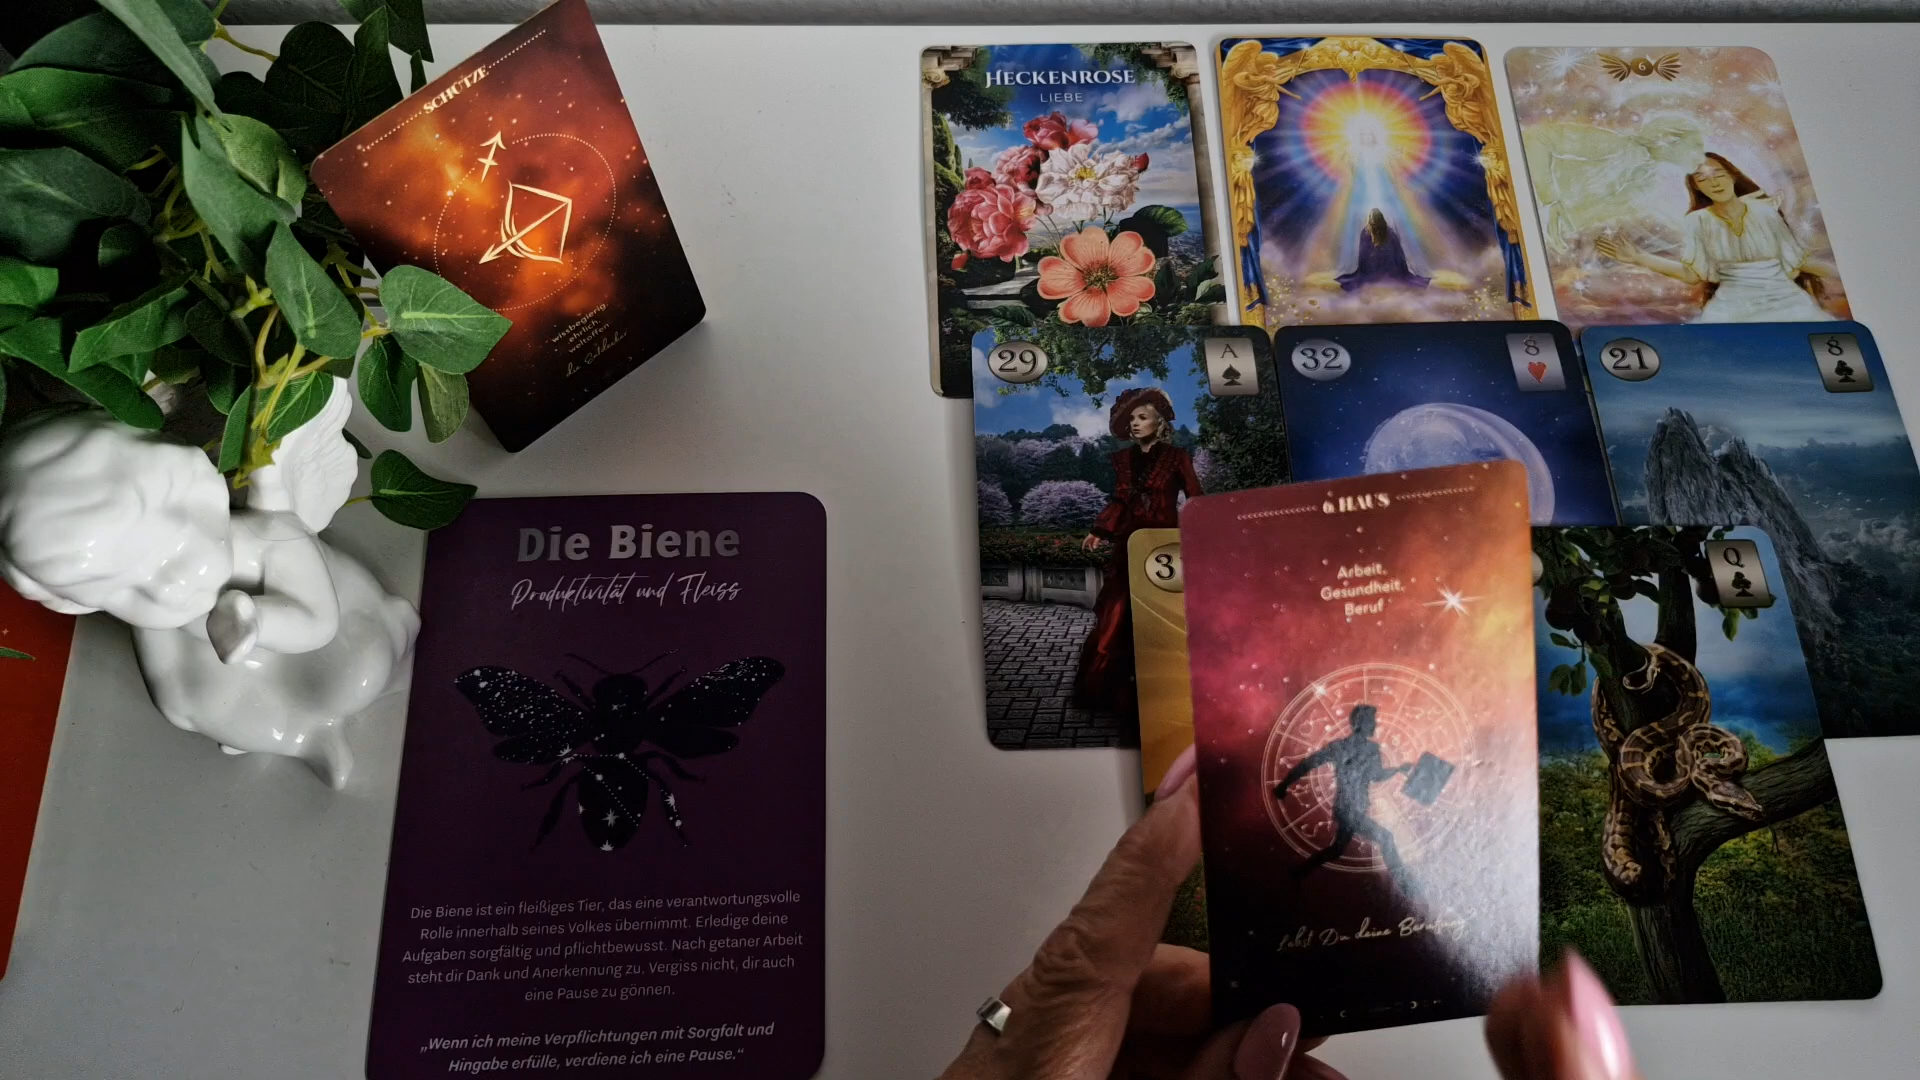 SCHÜTZE
wissbegierig,
ehrlich,
weltoffen
die Entdecker
Die Biene
Produktivität und Fleiss
Die Biene ist ein fleißiges Tier, das eine verantwortungsvolle
Rolle innerhalb seines Volkes übernimmt. Erledige deine
Aufgaben sorgfältig und pflichtbewusst. Nach getaner Arbeit
steht dir Dank und Anerkennung zu. Vergiss nicht, dir auch
eine Pause zu gönnen.
„Wenn ich meine Verpflichtungen mit Sorgfalt und
Hingabe erfülle, verdiene ich eine Pause.“
HECKENROSE
LIEBE
6
29
A
32
8
21
8
3
Q
6. HAUS
Arbeit,
Gesundheit,
Beruf
Lebst Du deine Berufung?